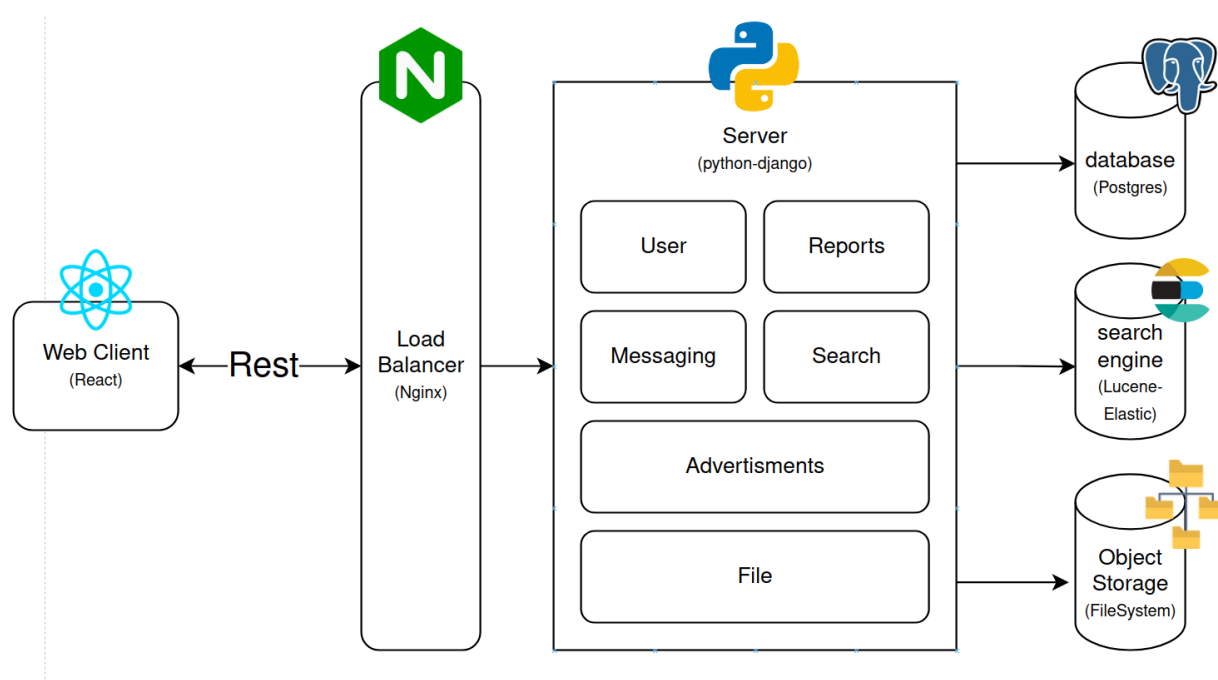 Server
(python-django)
database
(Postgres)
User
Reports
Web Client
(React)
Rest
Load
Balancer
(Nginx)
Messaging
Search
search
engine
(Lucene-
Elastic)
Advertisments
File
Object
Storage
(FileSystem)